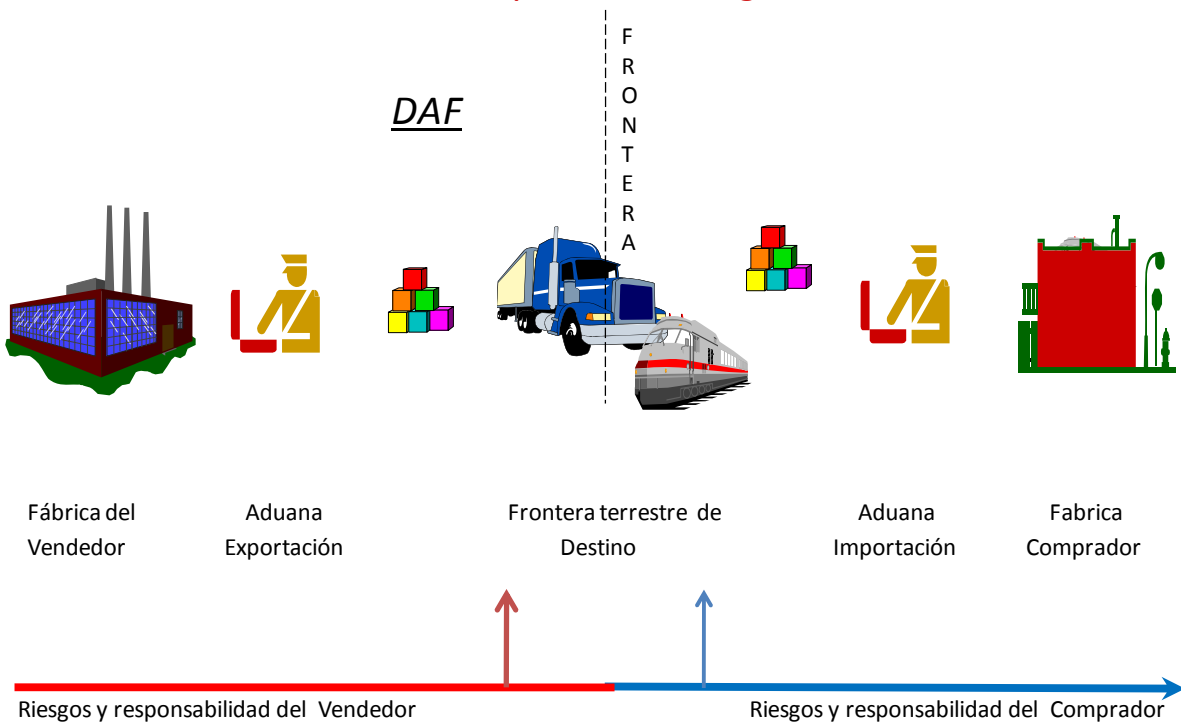 FRONTERA
DAF
Fábrica del
Vendedor
Aduana
Exportación
Frontera terrestre de
Destino
Aduana
Importación
Fabrica
Comprador
Riesgos y responsabilidad del Vendedor
Riesgos y responsabilidad del Comprador